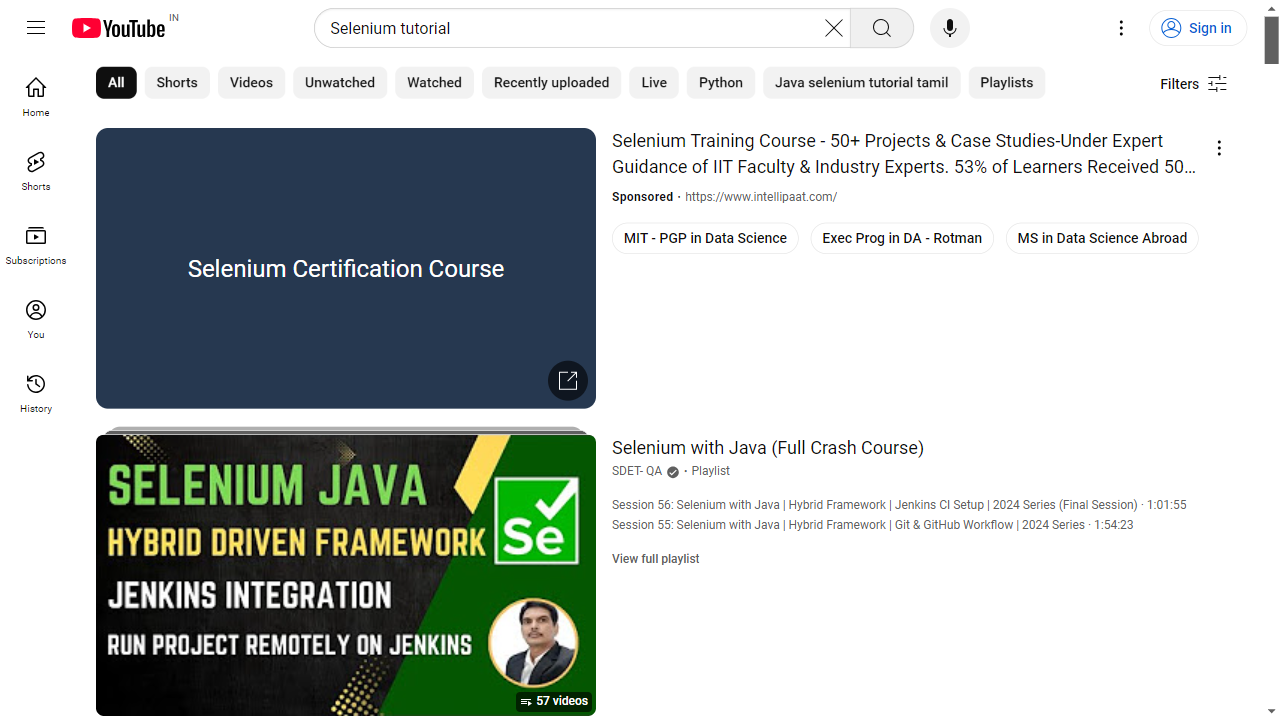 YouTube IN
Selenium tutorial
Sign in
All
Shorts
Videos
Unwatched
Watched
Recently uploaded
Live
Python
Java selenium tutorial tamil
Playlists
Filters
Home
Shorts
Subscriptions
You
History
Selenium Certification Course
Selenium Training Course - 50+ Projects & Case Studies-Under Expert
Guidance of IIT Faculty & Industry Experts. 53% of Learners Received 50...
Sponsored · https://www.intellipaat.com/
MIT - PGP in Data Science
Exec Prog in DA - Rotman
MS in Data Science Abroad
SELENIUM JAVA
HYBRID DRIVEN FRAMEWORK
JENKINS INTEGRATION
RUN PROJECT REMOTELY ON JENKINS
Se
57 videos
Selenium with Java (Full Crash Course)
SDET- QA · Playlist
Session 56: Selenium with Java | Hybrid Framework | Jenkins CI Setup | 2024 Series (Final Session) · 1:01:55
Session 55: Selenium with Java | Hybrid Framework | Git & GitHub Workflow | 2024 Series · 1:54:23
View full playlist